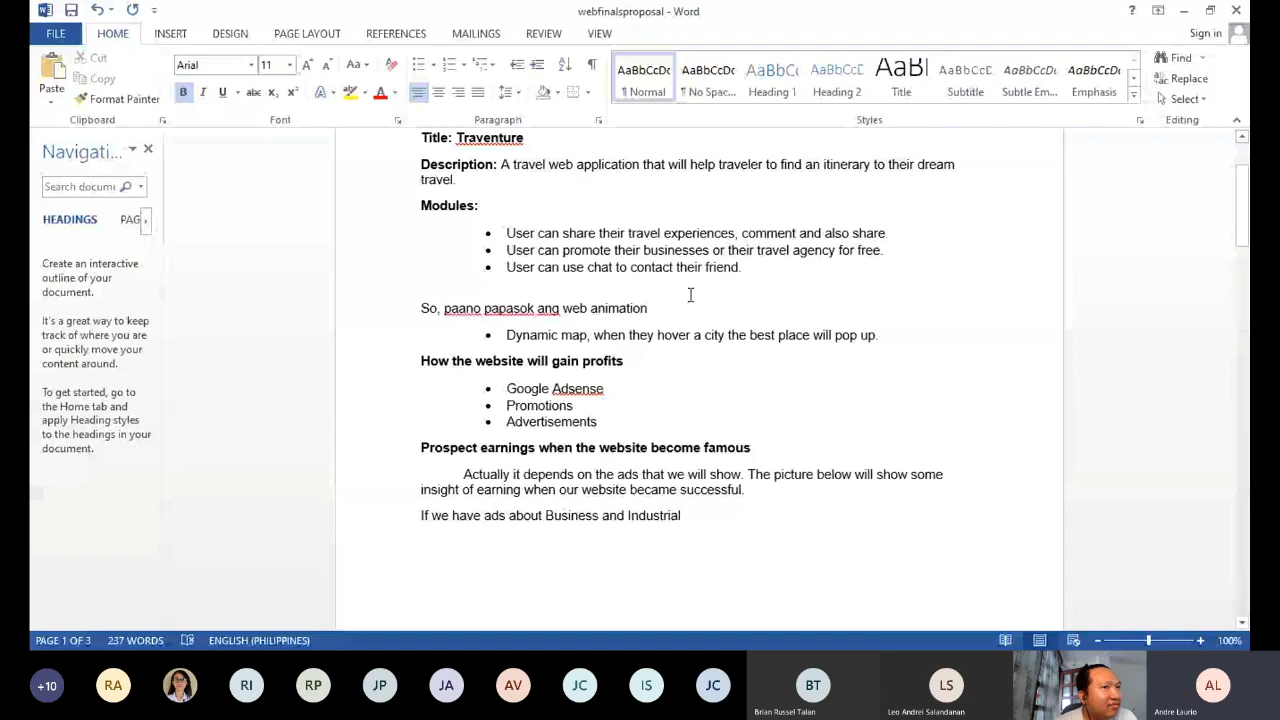 webfinalsproposal - Word
Sign in
FILE HOME INSERT DESIGN PAGE LAYOUT REFERENCES MAILINGS REVIEW VIEW
Paste
Cut
Copy
Format Painter
Clipboard
Arial 11
Font
Paragraph
AaBbCcDc AaBbCcDc AaBbC( AaBbCcC AaBl AaBbCcD AaBbCcDc AaBbCcDc
¶ Normal ¶ No Spac... Heading 1 Heading 2 Title Subtitle Subtle Em... Emphasis
Styles
Find
Replace
Select
Editing
Navigati...
Search docume
HEADINGS PAG
Create an interactive
outline of your
document.
It's a great way to keep
track of where you are
or quickly move your
content around.
To get started, go to
the Home tab and
apply Heading styles
to the headings in your
document.
Title: Traventure
Description: A travel web application that will help traveler to find an itinerary to their dream
travel.
Modules:
• User can share their travel experiences, comment and also share.
• User can promote their businesses or their travel agency for free.
• User can use chat to contact their friend.
So, paano papasok ang web animation
• Dynamic map, when they hover a city the best place will pop up.
How the website will gain profits
• Google Adsense
• Promotions
• Advertisements
Prospect earnings when the website become famous
Actually it depends on the ads that we will show. The picture below will show some
insight of earning when our website became successful.
If we have ads about Business and Industrial
PAGE 1 OF 3 237 WORDS ENGLISH (PHILIPPINES) 100%
+10 RA RI RP JP JA AV JC IS JC BT LS AL
Brian Russel Talan Leo Andrei Salandanan Andre Laurio